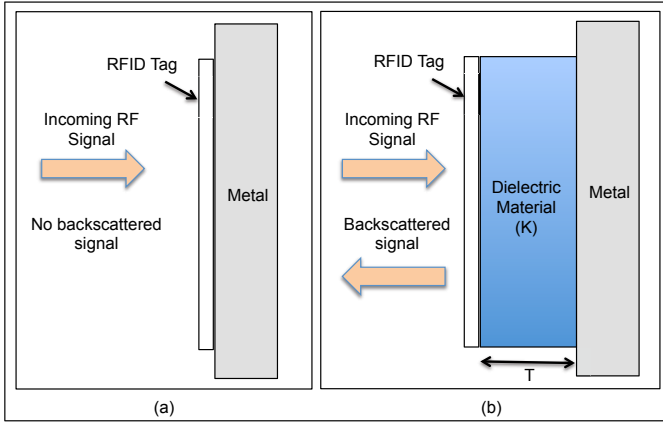 RFID Tag
Incoming RF
Signal
Metal
No backscattered
signal
(a)
RFID Tag
Incoming RF
Signal
Dielectric
Material
(K)
Metal
Backscattered
signal
T
(b)